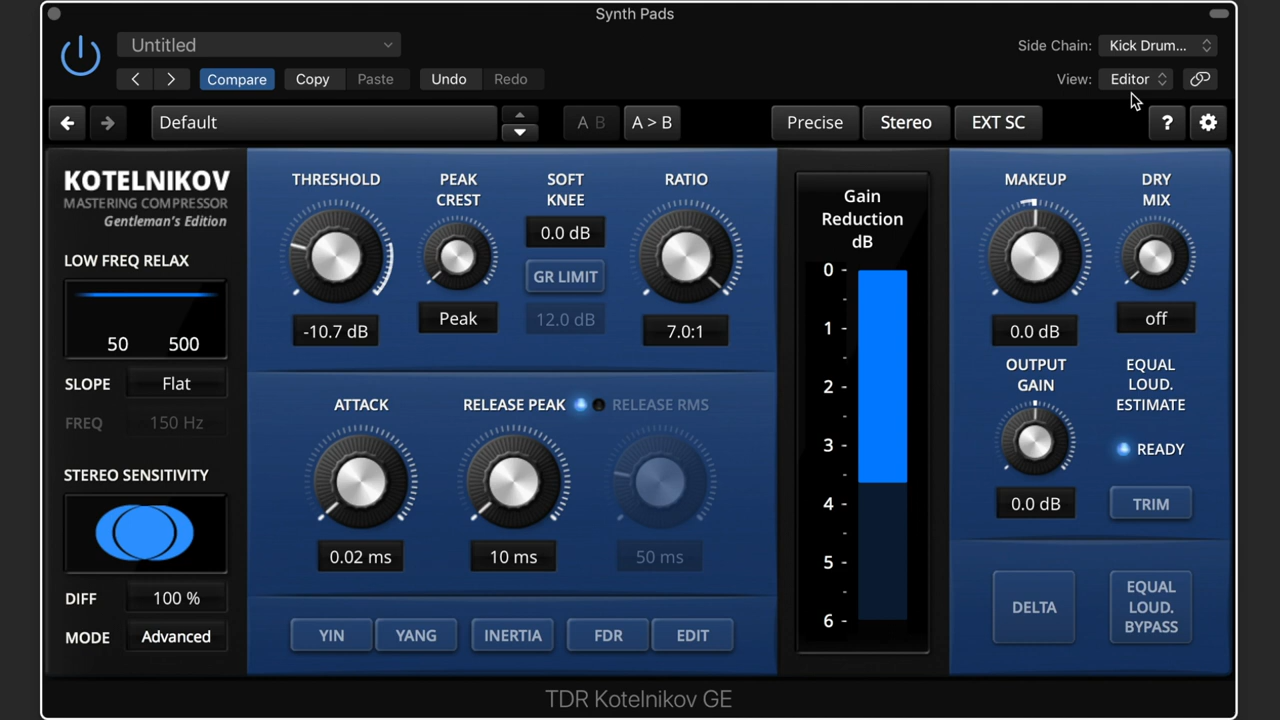 Synth Pads
Untitled
Side Chain: Kick Drum...
Compare Copy Paste Undo Redo
View: Editor
Default
A B A > B
Precise Stereo EXT SC
?
KOTELNIKOV
MASTERING COMPRESSOR
Gentleman's Edition
LOW FREQ RELAX
50 500
SLOPE Flat
FREQ 150 Hz
STEREO SENSITIVITY
DIFF 100 %
MODE Advanced
THRESHOLD
-10.7 dB
PEAK
CREST
Peak
SOFT
KNEE
0.0 dB
GR LIMIT
12.0 dB
RATIO
7.0:1
ATTACK
0.02 ms
RELEASE PEAK
10 ms
RELEASE RMS
50 ms
YIN YANG INERTIA FDR EDIT
Gain
Reduction
dB
0 -
1 -
2 -
3 -
4 -
5 -
6 -
MAKEUP
0.0 dB
DRY
MIX
off
OUTPUT
GAIN
0.0 dB
EQUAL
LOUD.
ESTIMATE
READY
TRIM
DELTA
EQUAL
LOUD.
BYPASS
TDR Kotelnikov GE